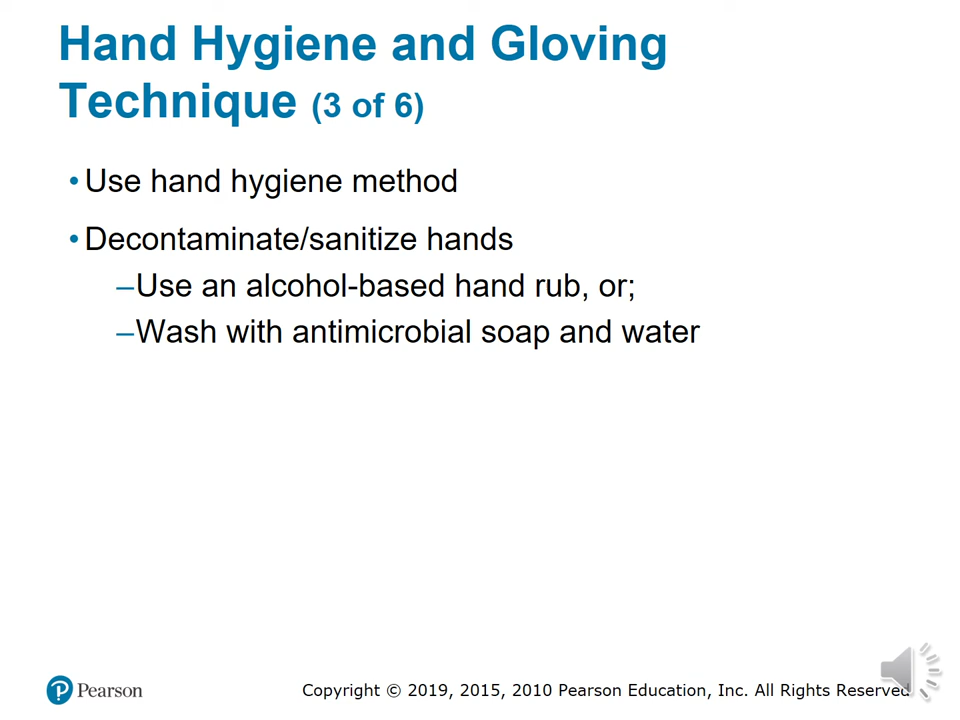 Hand Hygiene and Gloving
Technique (3 of 6)
• Use hand hygiene method
• Decontaminate/sanitize hands
–Use an alcohol-based hand rub, or;
–Wash with antimicrobial soap and water
Pearson
Copyright © 2019, 2015, 2010 Pearson Education, Inc. All Rights Reserved